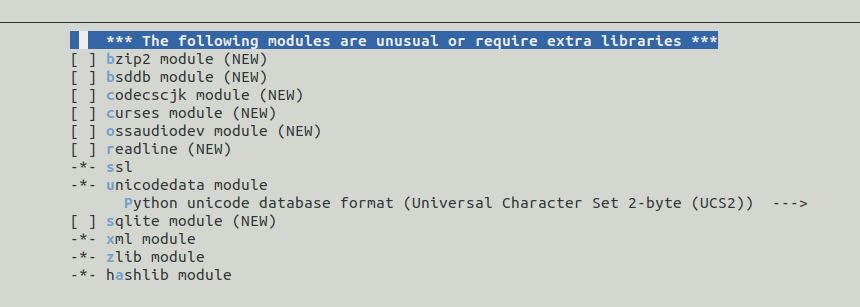 *** The following modules are unusual or require extra libraries ***
[ ] bzip2 module (NEW)
[ ] bsddb module (NEW)
[ ] codecscjk module (NEW)
[ ] curses module (NEW)
[ ] ossaudiodev module (NEW)
[ ] readline (NEW)
-*- ssl
-*- unicodedata module
Python unicode database format (Universal Character Set 2-byte (UCS2))  --->
[ ] sqlite module (NEW)
-*- xml module
-*- zlib module
-*- hashlib module